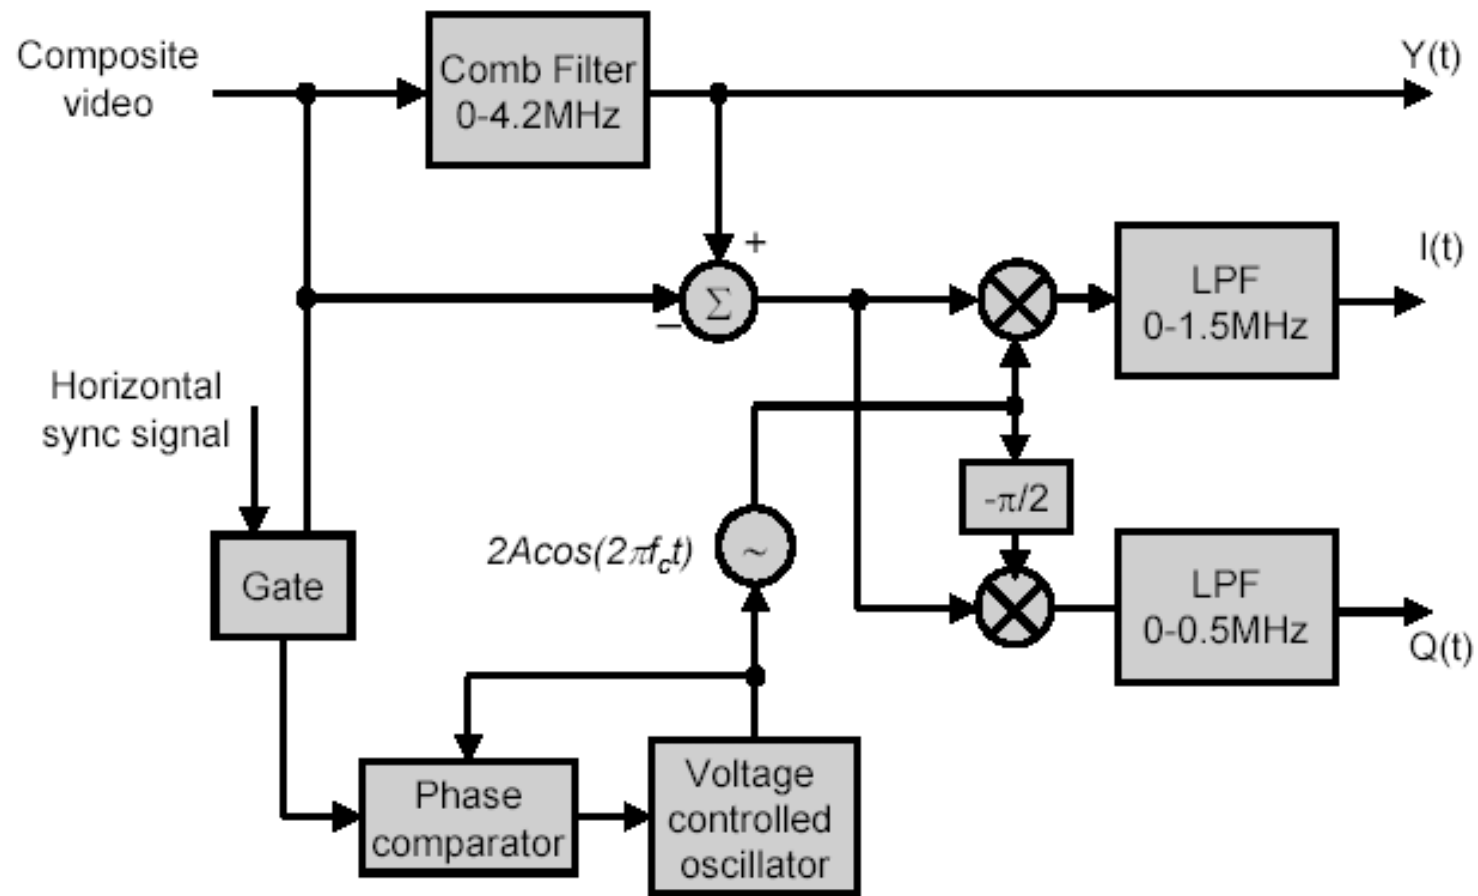 Composite
video
Comb Filter
0-4.2MHz
Y(t)
+
−
Σ
LPF
0-1.5MHz
I(t)
Horizontal
sync signal
-π/2
2Acos(2πf_ct)
~
Gate
LPF
0-0.5MHz
Q(t)
Phase
comparator
Voltage
controlled
oscillator